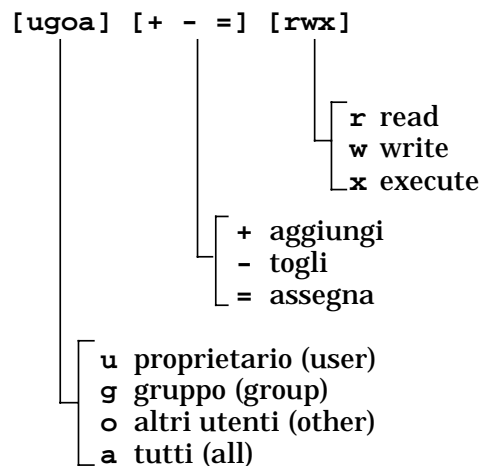 [ugoa] [+ - =] [rwx]
r read
w write
x execute
+ aggiungi
- togli
= assegna
u proprietario (user)
g gruppo (group)
o altri utenti (other)
a tutti (all)